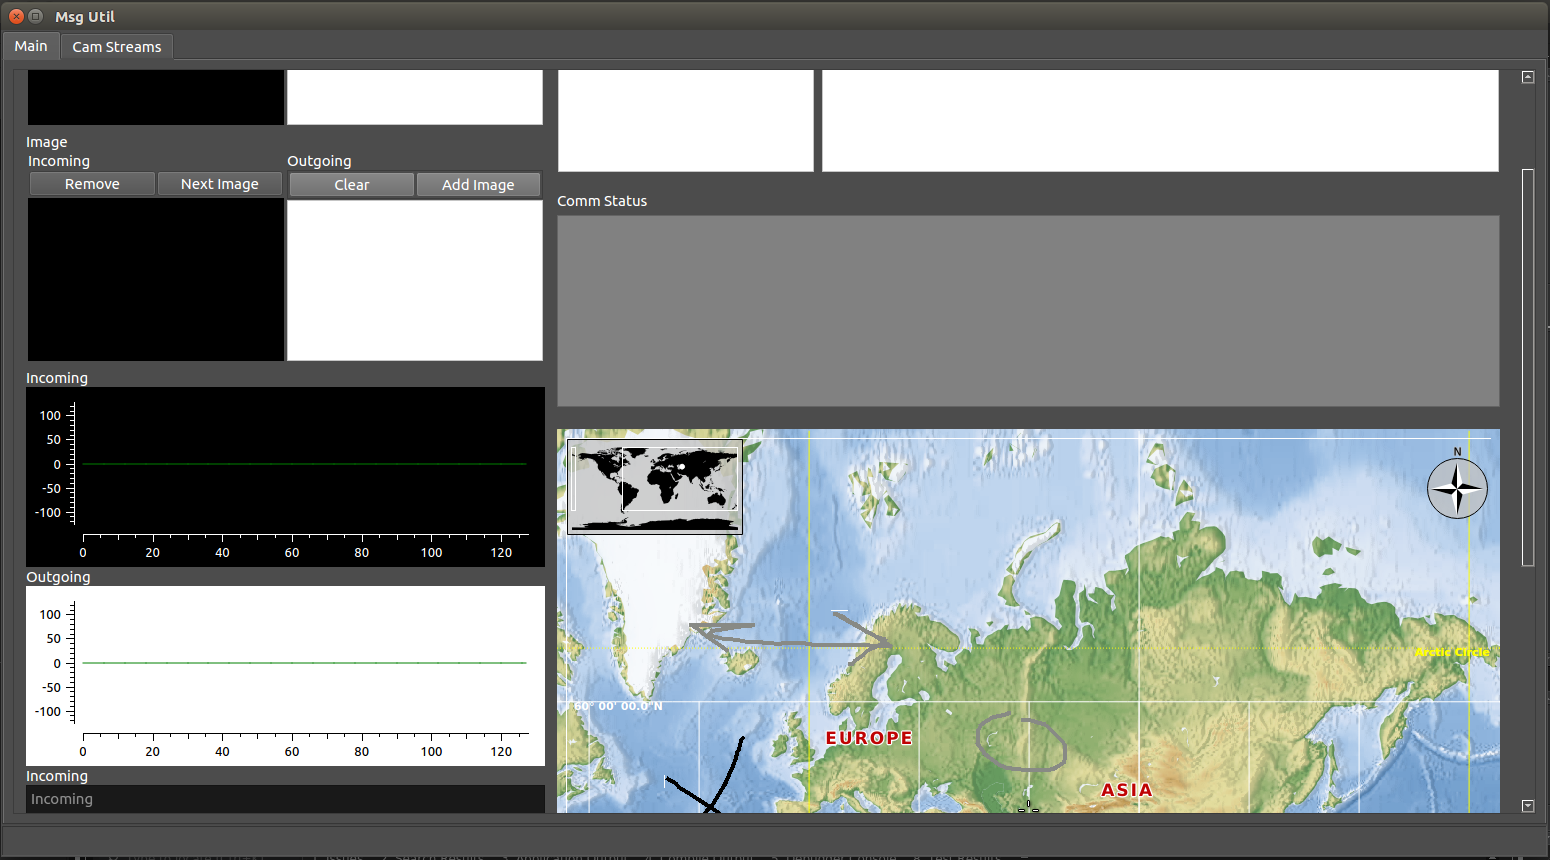 Msg Util
Main Cam Streams
Image
Incoming Outgoing
Remove Next Image Clear Add Image
Comm Status
Incoming
100
50
0
-50
-100
0 20 40 60 80 100 120
Outgoing
100
50
0
-50
-100
0 20 40 60 80 100 120
Incoming
Incoming
N
Arctic Circle
60° 00' 00.0"N
EUROPE
ASIA